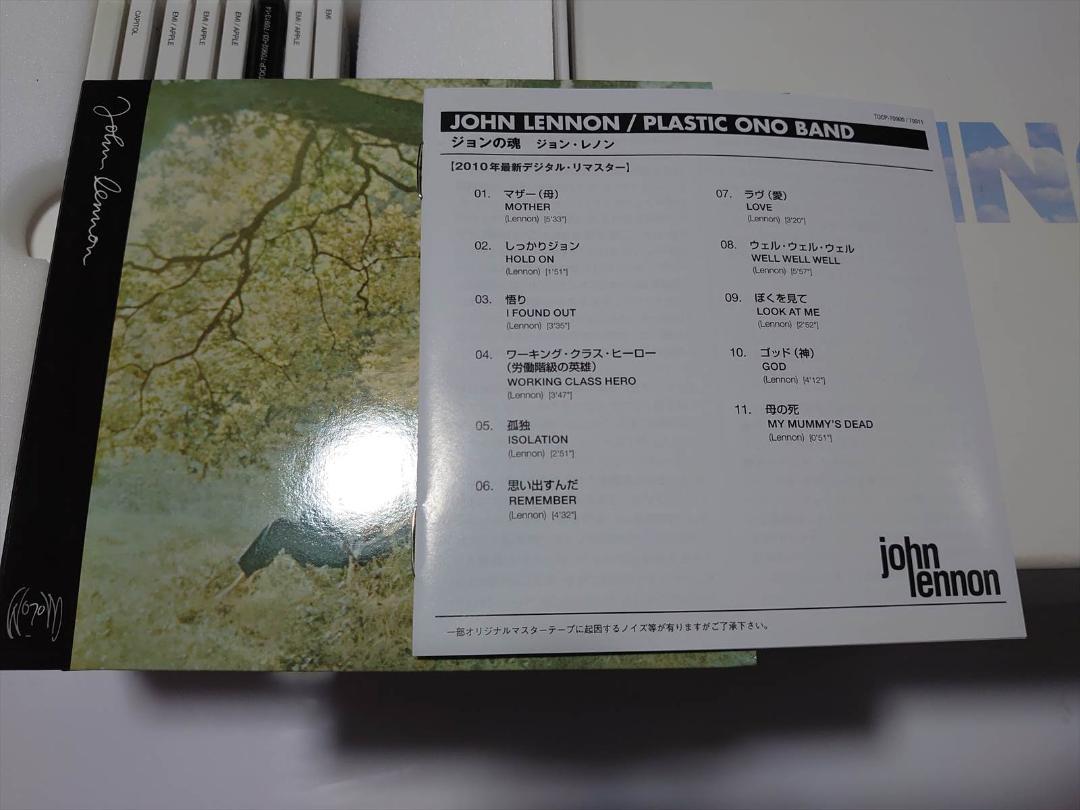 CAPITOL
EMI / APPLE
EMI / APPLE
EMI / APPLE
EMI / APPLE
EMI
John Lennon
JOHN LENNON / PLASTIC ONO BAND
TOCP-70900 / 70911
ジョンの魂 ジョン・レノン
【2010年最新デジタル・リマスター】
01. マザー（母）
MOTHER
(Lennon) [5'33"]
02. しっかりジョン
HOLD ON
(Lennon) [1'51"]
03. 悟り
I FOUND OUT
(Lennon) [3'35"]
04. ワーキング・クラス・ヒーロー
（労働階級の英雄）
WORKING CLASS HERO
(Lennon) [3'47"]
05. 孤独
ISOLATION
(Lennon) [2'51"]
06. 思い出すんだ
REMEMBER
(Lennon) [4'32"]
07. ラヴ（愛）
LOVE
(Lennon) [3'20"]
08. ウェル・ウェル・ウェル
WELL WELL WELL
(Lennon) [5'57"]
09. ぼくを見て
LOOK AT ME
(Lennon) [2'52"]
10. ゴッド（神）
GOD
(Lennon) [4'12"]
11. 母の死
MY MUMMY'S DEAD
(Lennon) [0'51"]
john
lennon
一部オリジナルマスターテープに起因するノイズ等が有りますがご了承下さい。